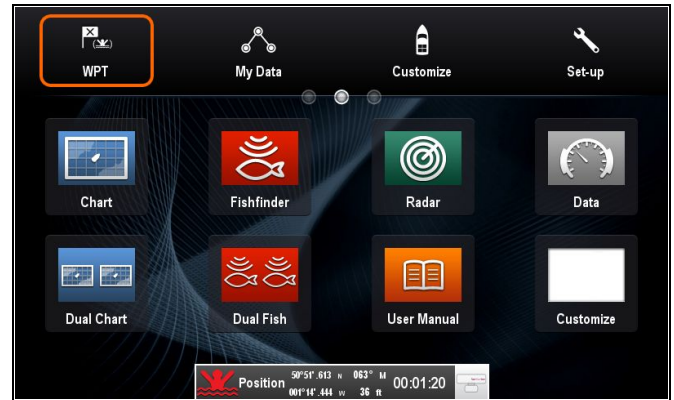 WPT My Data Customize Set-up
Chart Fishfinder Radar Data
Dual Chart Dual Fish User Manual Customize
Position 50°51'.613 N 063° M 00:01:20
001°14'.444 W 36 ft